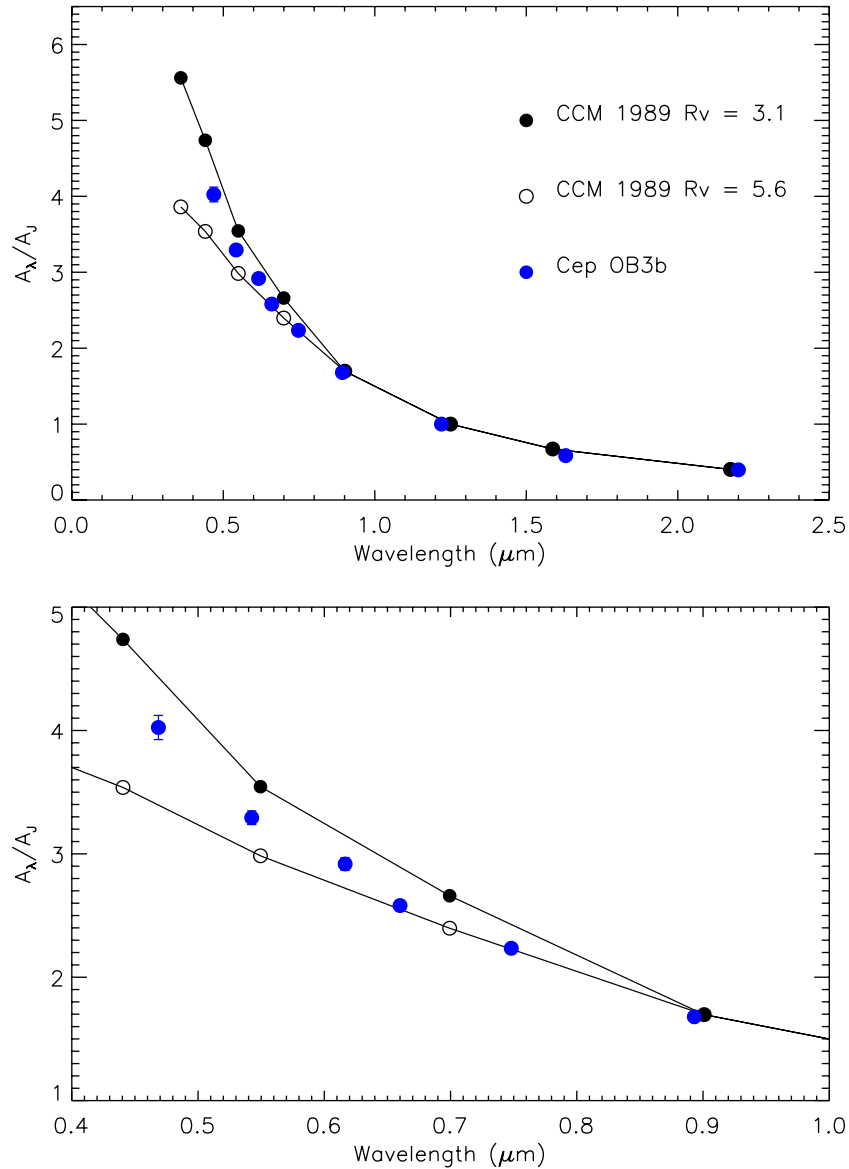 6
5
4
3
2
1
0
A_λ/A_J
CCM 1989 Rv = 3.1
CCM 1989 Rv = 5.6
Cep OB3b
0.0 0.5 1.0 1.5 2.0 2.5
Wavelength (μm)
5
4
3
2
1
A_λ/A_J
0.4 0.5 0.6 0.7 0.8 0.9 1.0
Wavelength (μm)